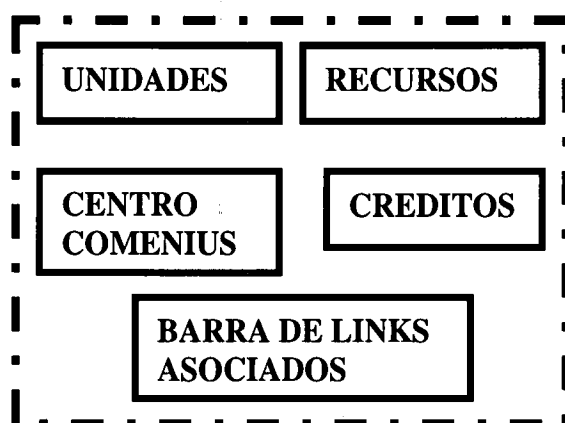 UNIDADES
RECURSOS
CENTRO
COMENIUS
CREDITOS
BARRA DE LINKS
ASOCIADOS